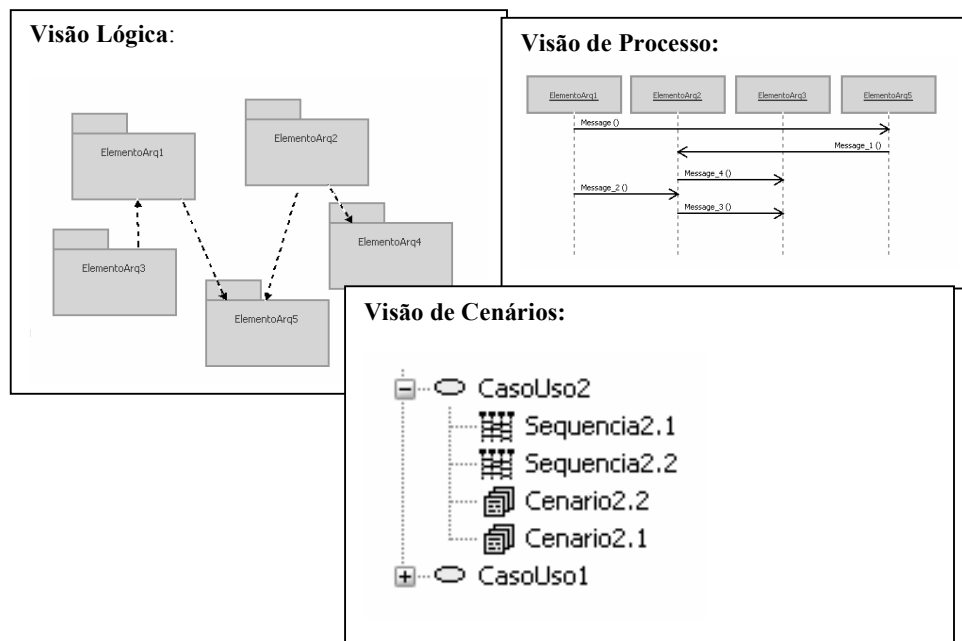 Visão Lógica:
ElementoArq1
ElementoArq2
ElementoArq3
ElementoArq4
ElementoArq5
Visão de Processo:
ElementoArq1 ElementoArq2 ElementoArq3 ElementoArq5
Message ()
Message_1 ()
Message_4 ()
Message_2 ()
Message_3 ()
Visão de Cenários:
CasoUso2
Sequencia2.1
Sequencia2.2
Cenario2.2
Cenario2.1
CasoUso1